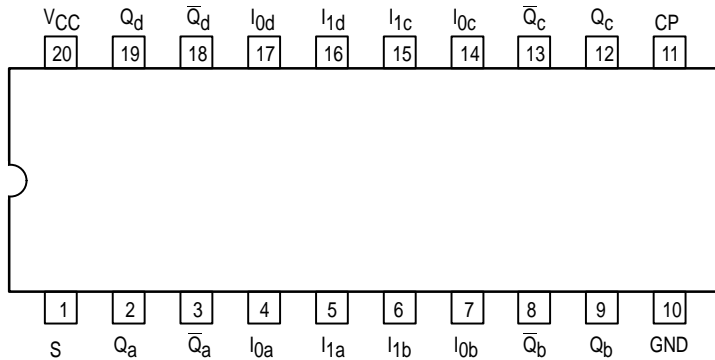 VCC Qd Q̅d I0d I1d I1c I0c Q̅c Qc CP
20 19 18 17 16 15 14 13 12 11
1 2 3 4 5 6 7 8 9 10
S Qa Q̅a I0a I1a I1b I0b Q̅b Qb GND